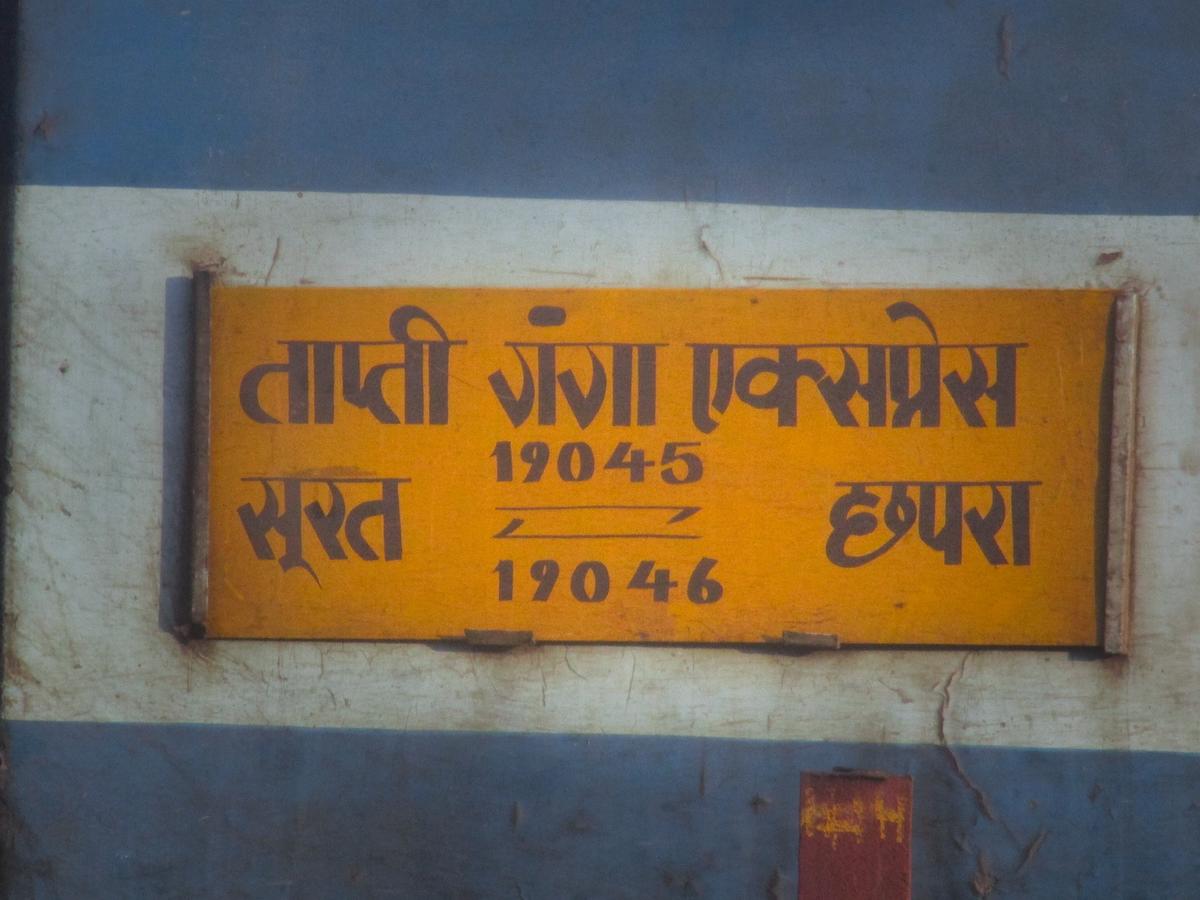 ताप्ती गंगा एक्सप्रेस
19045
सूरत छपरा
19046